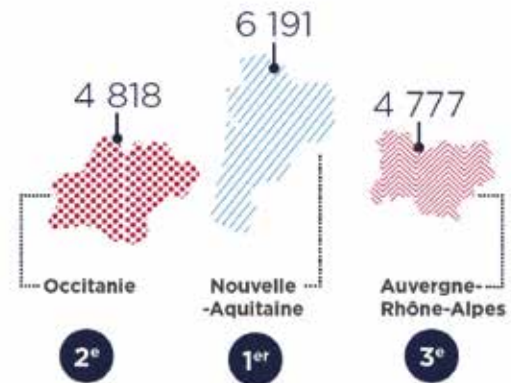 6 191
4 818
4 777
Occitanie
Nouvelle
-Aquitaine
Auvergne-
Rhône-Alpes
2e
1er
3e